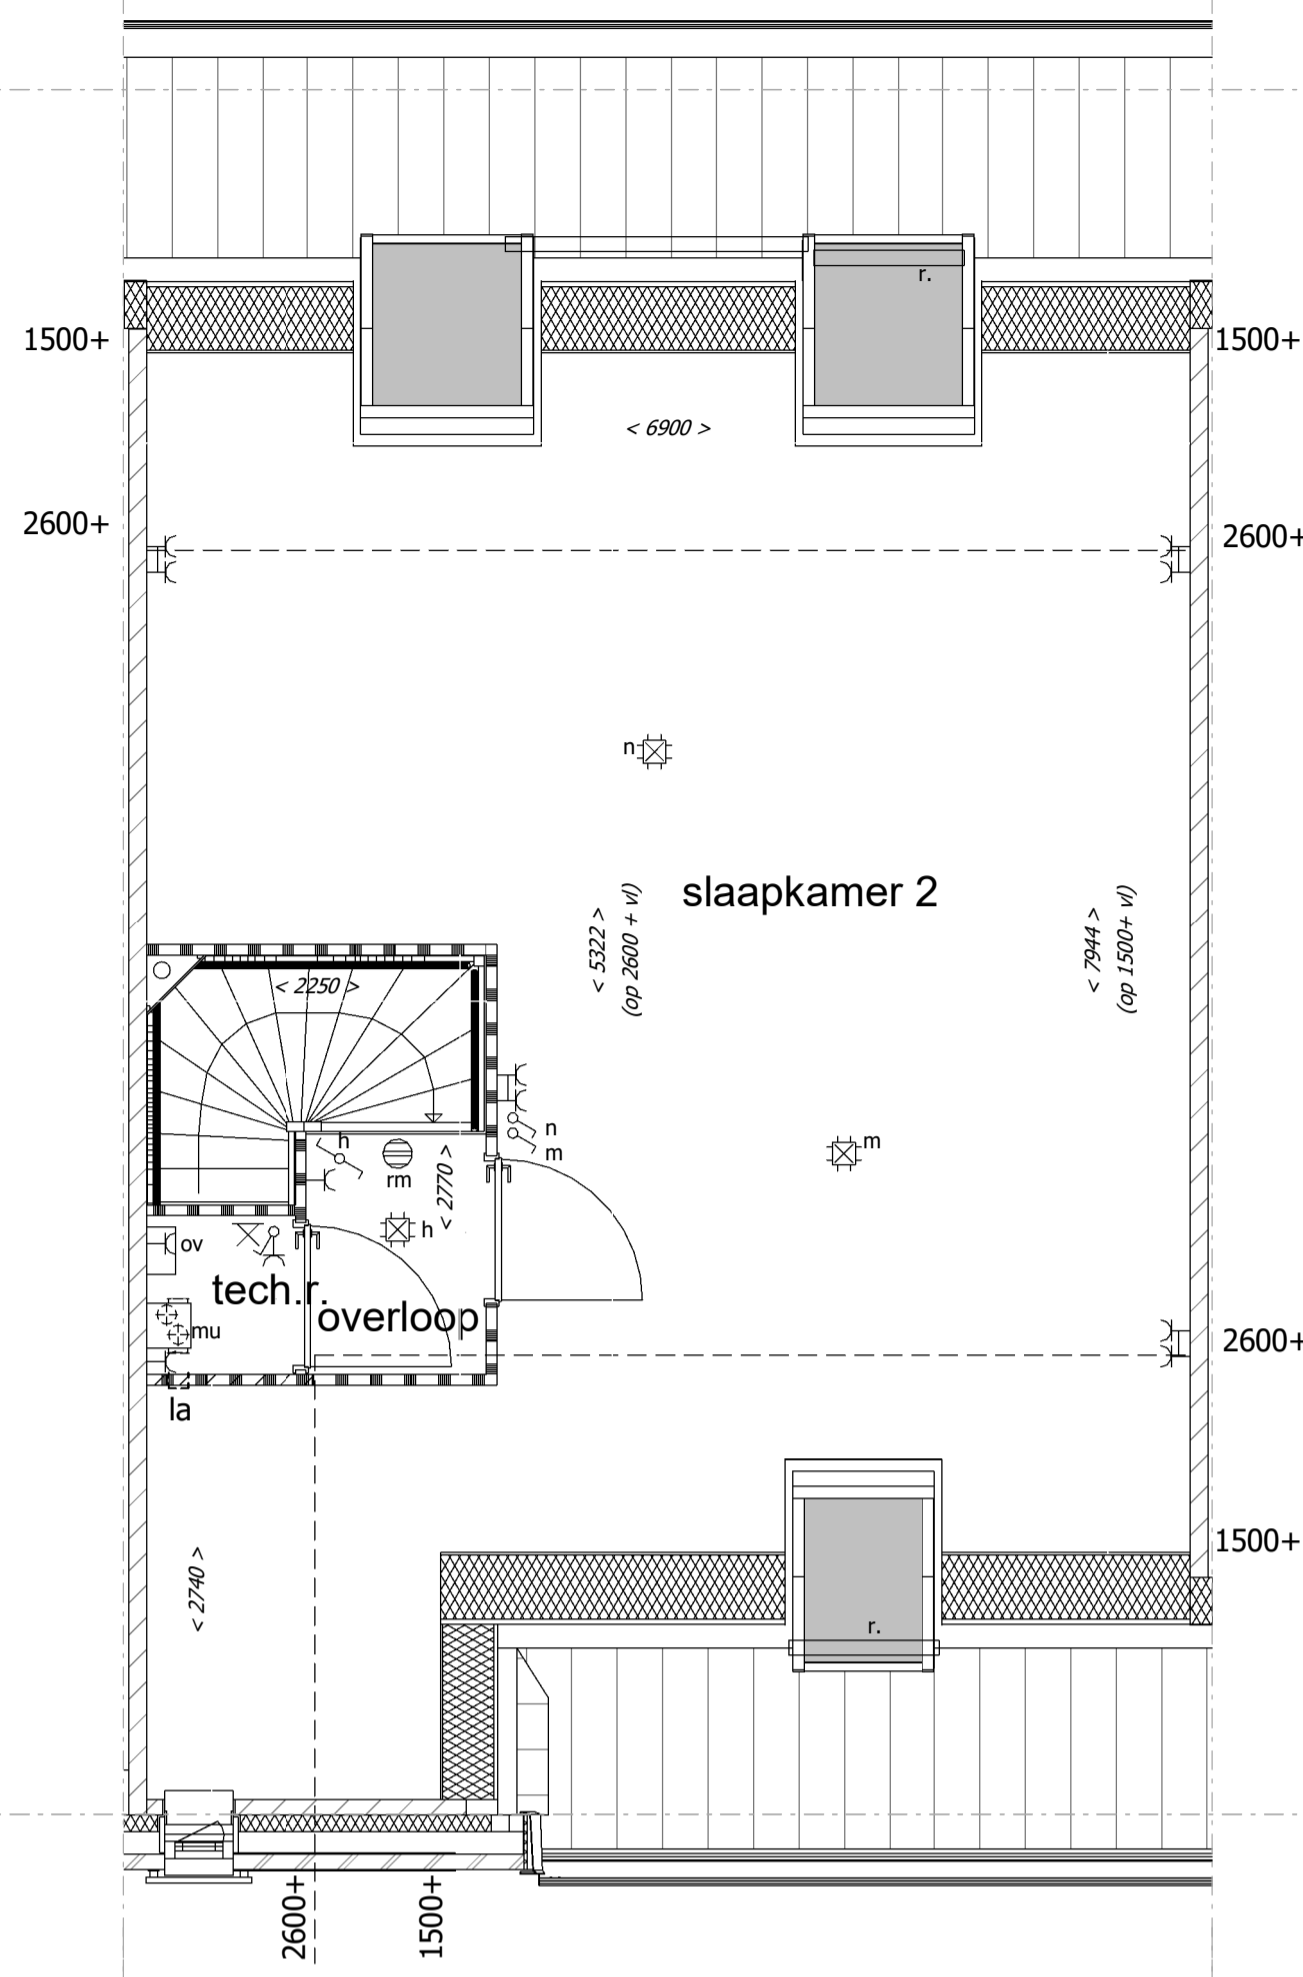 r.
1500+
1500+
< 6900 >
2600+
2600+
n
slaapkamer 2
< 5322 >
(op 2600 + vl)
< 7944 >
(op 1500+ vl)
< 2250 >
n
m
h
m
rm
< 2770 >
h
ov
tech.r.
overloop
mu
2600+
la
1500+
< 2740 >
r.
2600+
1500+